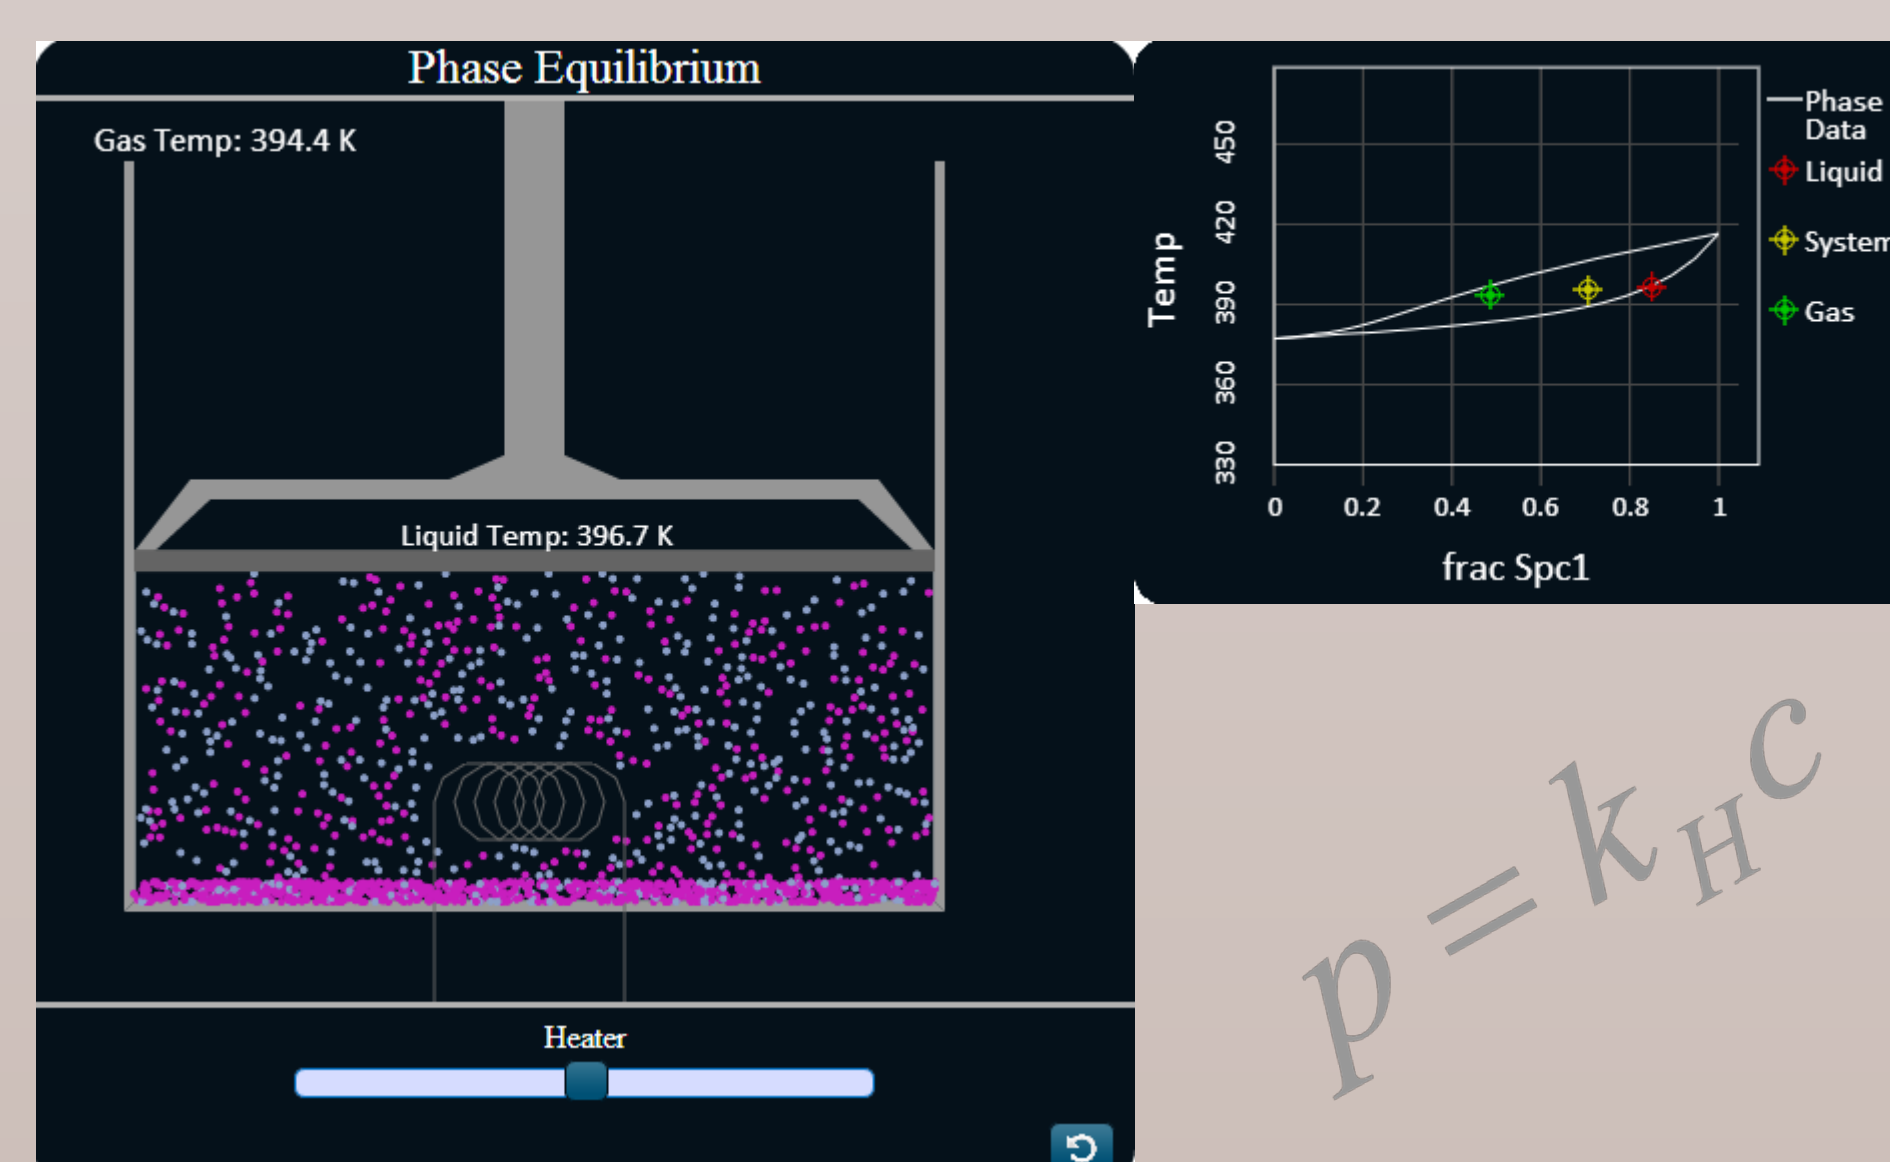 Phase Equilibrium
Gas Temp: 394.4 K
Liquid Temp: 396.7 K
Heater
450
420
390
360
330
Temp
0 0.2 0.4 0.6 0.8 1
frac Spc1
Phase
Data
Liquid
System
Gas
p = k_H c